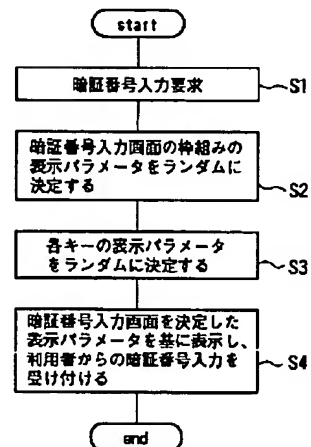 start
暗証番号入力要求
S1
暗証番号入力画面の枠組みの
表示パラメータをランダムに
決定する
S2
各キーの表示パラメータ
をランダムに決定する
S3
暗証番号入力画面を決定した
表示パラメータを基に表示し、
利用者からの暗証番号入力を
受け付ける
S4
end